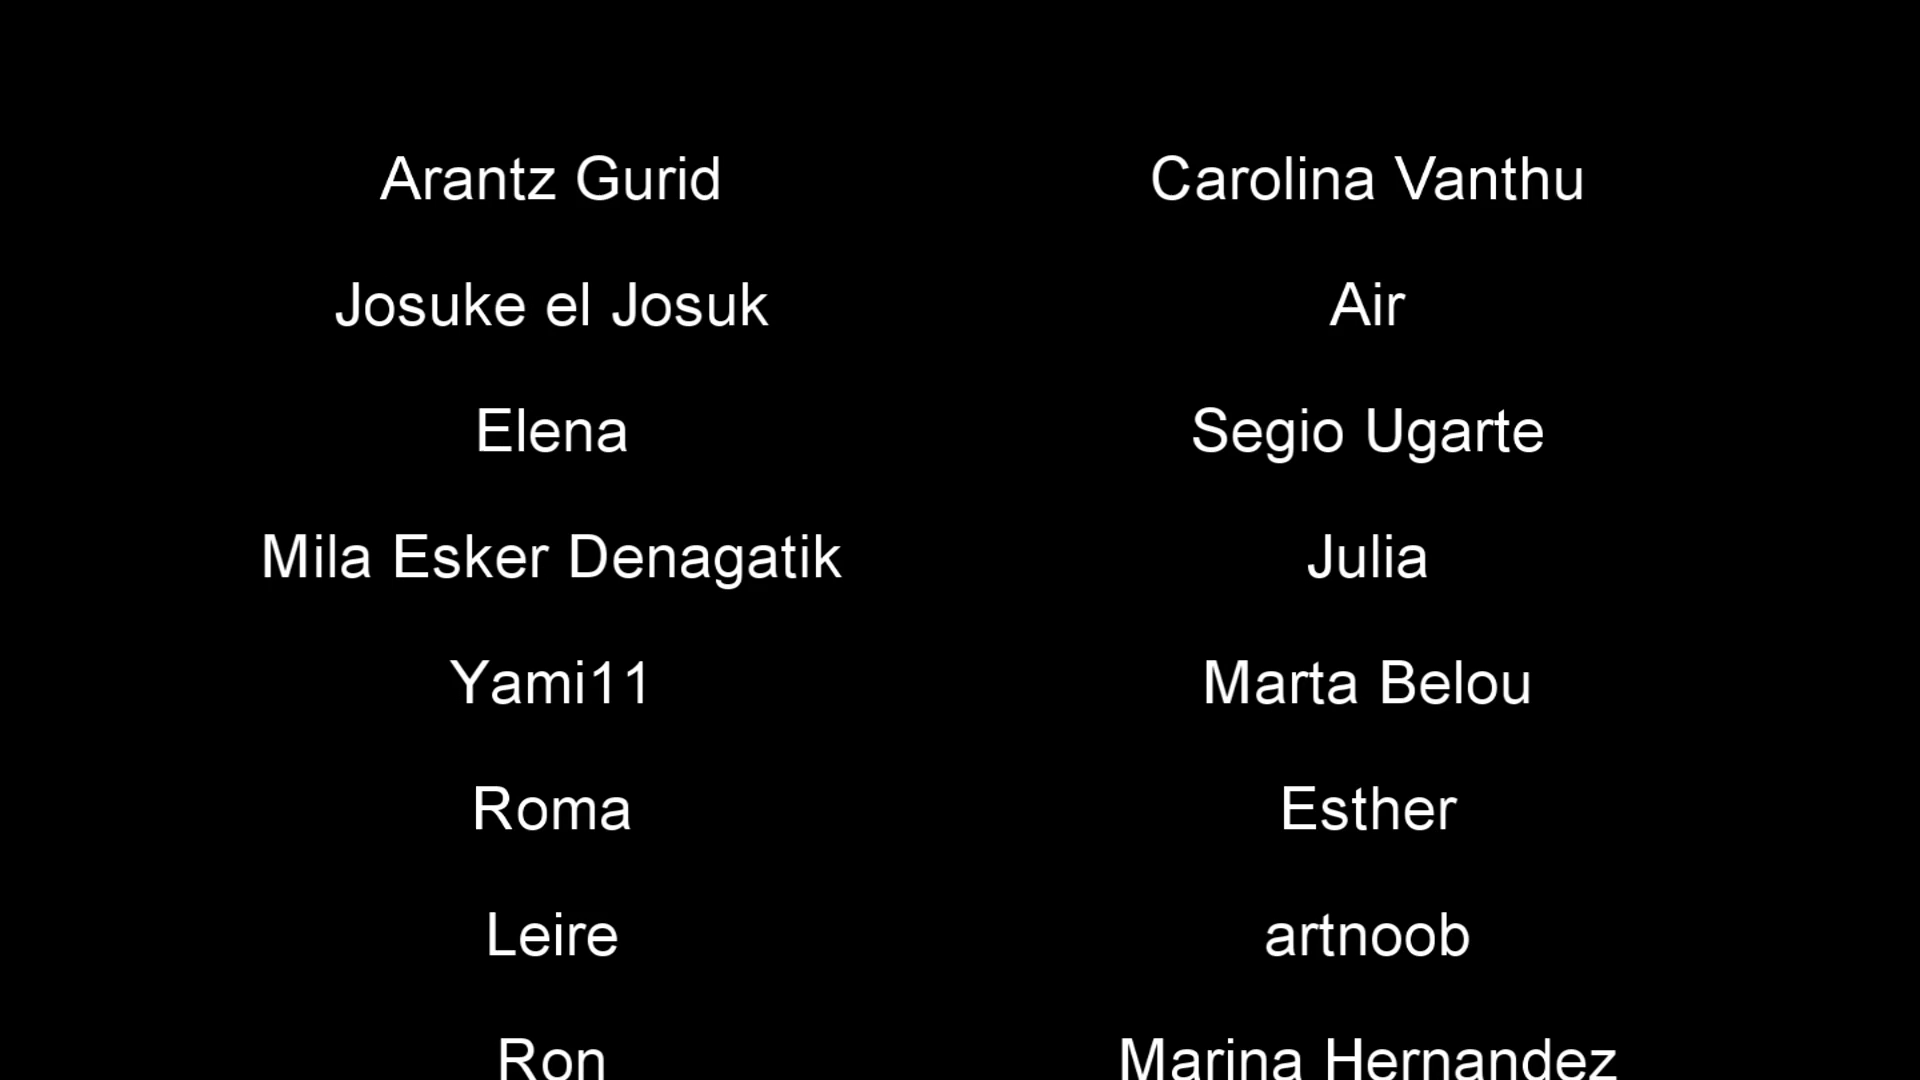 Arantz Gurid Carolina Vanthu
Josuke el Josuk Air
Elena Segio Ugarte
Mila Esker Denagatik Julia
Yami11 Marta Belou
Roma Esther
Leire artnoob
Ron Marina Hernandez